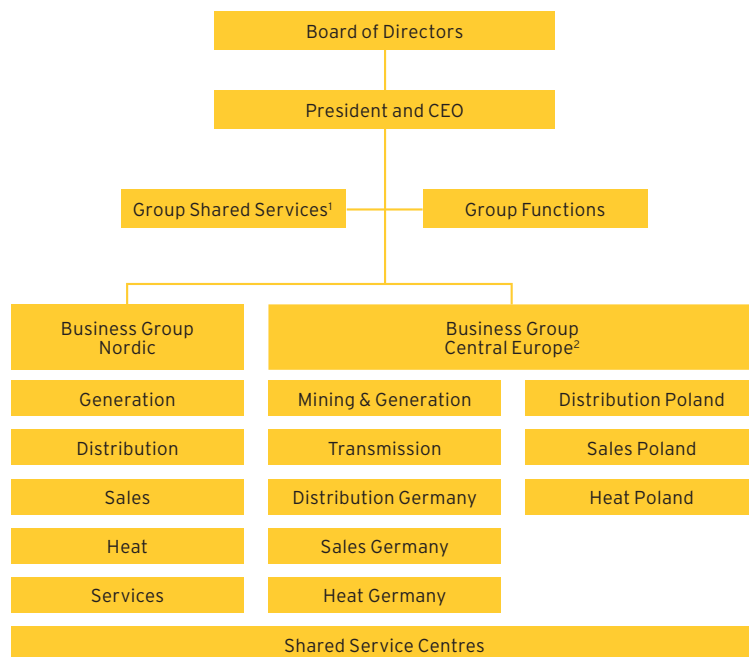 Board of Directors
President and CEO
Group Shared Services¹
Group Functions
Business Group
Nordic
Business Group
Central Europe²
Generation
Mining & Generation
Distribution Poland
Distribution
Transmission
Sales Poland
Sales
Distribution Germany
Heat Poland
Heat
Sales Germany
Services
Heat Germany
Shared Service Centres